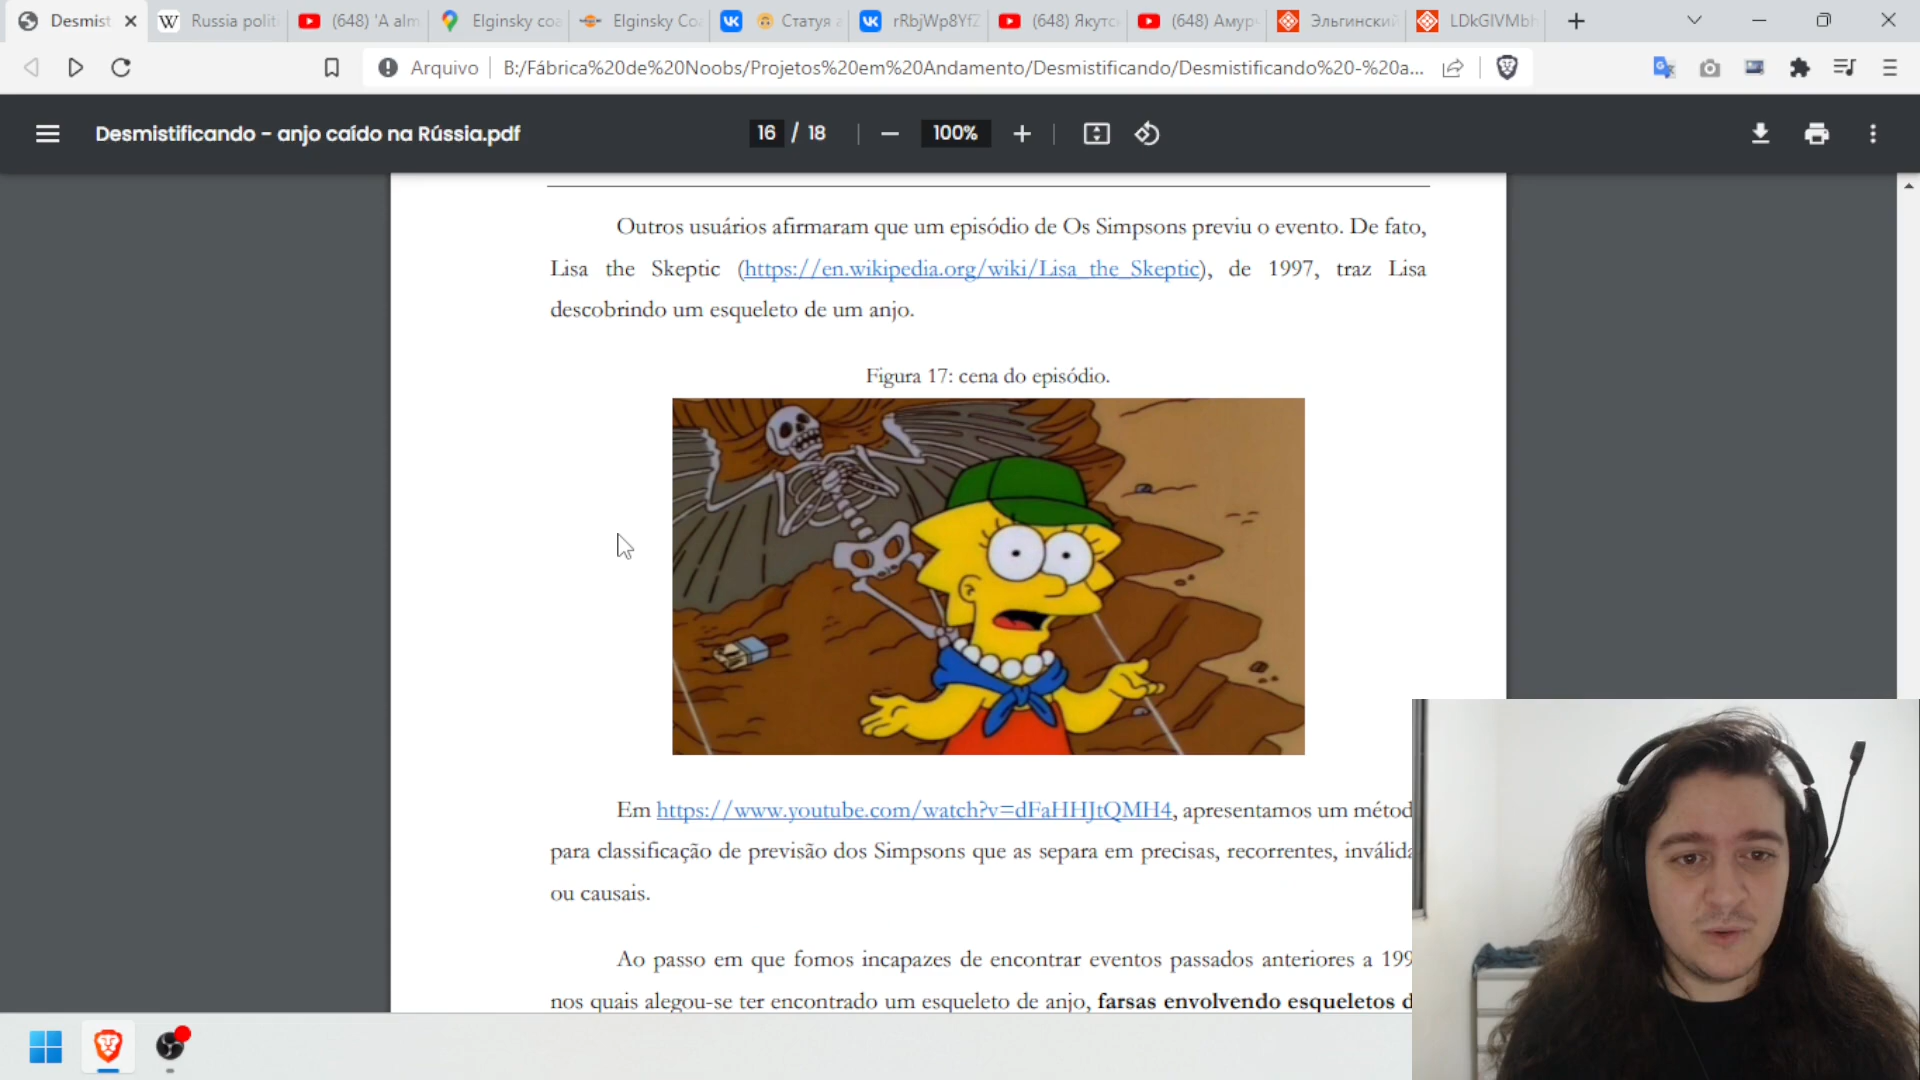 Desmist
Russia polit
(648) 'A alm
Elginsky coa
Elginsky Co
Статуя а
rRbjWp8YfZ
(648) Якутс
(648) Амур
Эльгинский
LDkGIVMbh
Arquivo
B:/Fábrica%20de%20Noobs/Projetos%20em%20Andamento/Desmistificando/Desmistificando%20-%20a...
Desmistificando - anjo caído na Rússia.pdf
16 / 18
100%
Outros usuários afirmaram que um episódio de Os Simpsons previu o evento. De fato,
Lisa the Skeptic (https://en.wikipedia.org/wiki/Lisa_the_Skeptic), de 1997, traz Lisa
descobrindo um esqueleto de um anjo.
Figura 17: cena do episódio.
Em https://www.youtube.com/watch?v=dFaHHJtQMH4, apresentamos um métod
para classificação de previsão dos Simpsons que as separa em precisas, recorrentes, inválida
ou causais.
Ao passo em que fomos incapazes de encontrar eventos passados anteriores a 199
nos quais alegou-se ter encontrado um esqueleto de anjo, farsas envolvendo esqueletos d